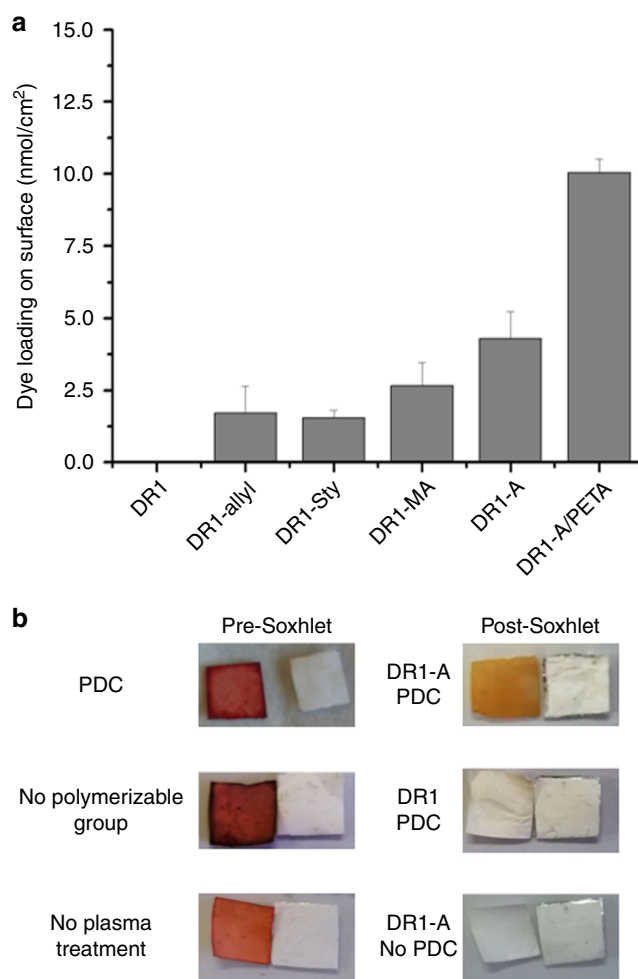 a
Dye loading on surface (nmol/cm²)
15.0
12.5
10.0
7.5
5.0
2.5
0.0
DR1
DR1-allyl
DR1-Sty
DR1-MA
DR1-A
DR1-A/PETA
b
Pre-Soxhlet
Post-Soxhlet
PDC
DR1-A
PDC
No polymerizable
group
DR1
PDC
No plasma
treatment
DR1-A
No PDC